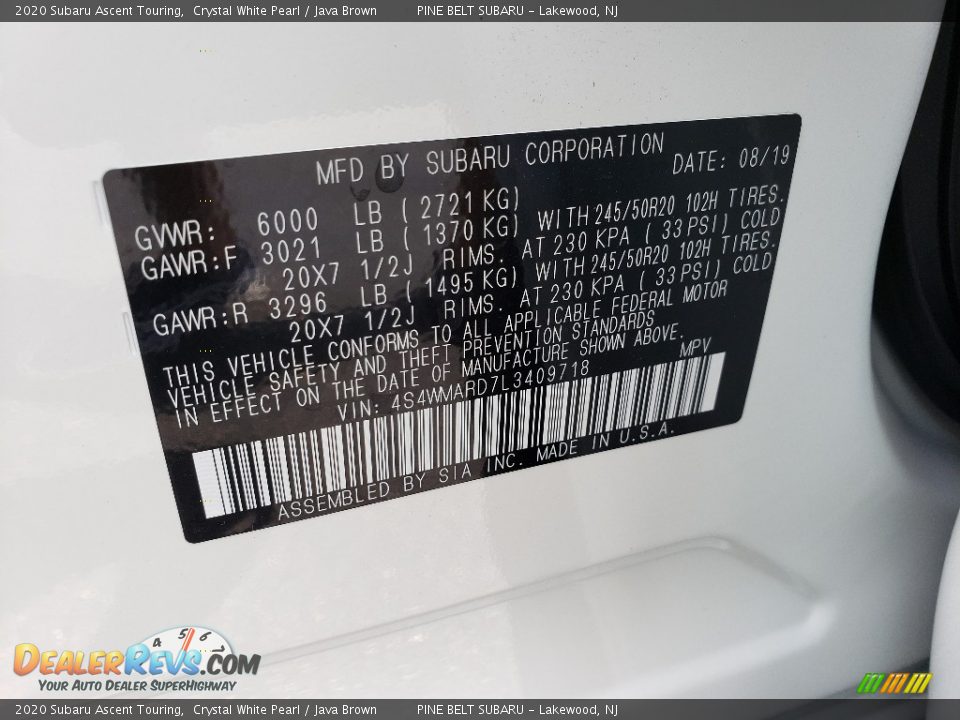 2020 Subaru Ascent Touring, Crystal White Pearl / Java Brown PINE BELT SUBARU - Lakewood, NJ
MFD BY SUBARU CORPORATION DATE: 08/19
GVWR: 6000 LB ( 2721 KG)
GAWR:F 3021 LB ( 1370 KG) WITH 245/50R20 102H TIRES.
20X7 1/2J RIMS. AT 230 KPA ( 33 PSI) COLD
GAWR:R 3296 LB ( 1495 KG) WITH 245/50R20 102H TIRES.
20X7 1/2J RIMS. AT 230 KPA ( 33 PSI) COLD
THIS VEHICLE CONFORMS TO ALL APPLICABLE FEDERAL MOTOR
VEHICLE SAFETY AND THEFT PREVENTION STANDARDS
IN EFFECT ON THE DATE OF MANUFACTURE SHOWN ABOVE.
VIN: 4S4WMARD7L3409718 MPV
ASSEMBLED BY SIA INC. MADE IN U.S.A.
4 5 6 7
DEALERREVS.COM
YOUR AUTO DEALER SUPERHIGHWAY
2020 Subaru Ascent Touring, Crystal White Pearl / Java Brown PINE BELT SUBARU - Lakewood, NJ